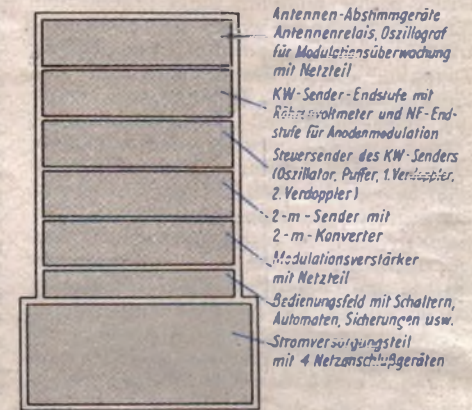 Antennen-Abstimmgeräte
Antennenrelais, Oszillograf
für Modulationsüberwachung
mit Netzteil
KW-Sender-Endstufe mit
Röhrenvoltmeter und NF-End-
stufe für Anodenmodulation
Steuersender des KW-Senders
(Oszillator, Puffer, 1. Verdoppler,
2. Verdoppler)
2-m-Sender mit
2-m-Konverter
Modulationsverstärker
mit Netzteil
Bedienungsfeld mit Schaltern,
Automaten, Sicherungen usw.
Stromversorgungsteil
mit 4 Netzanschlußgeräten